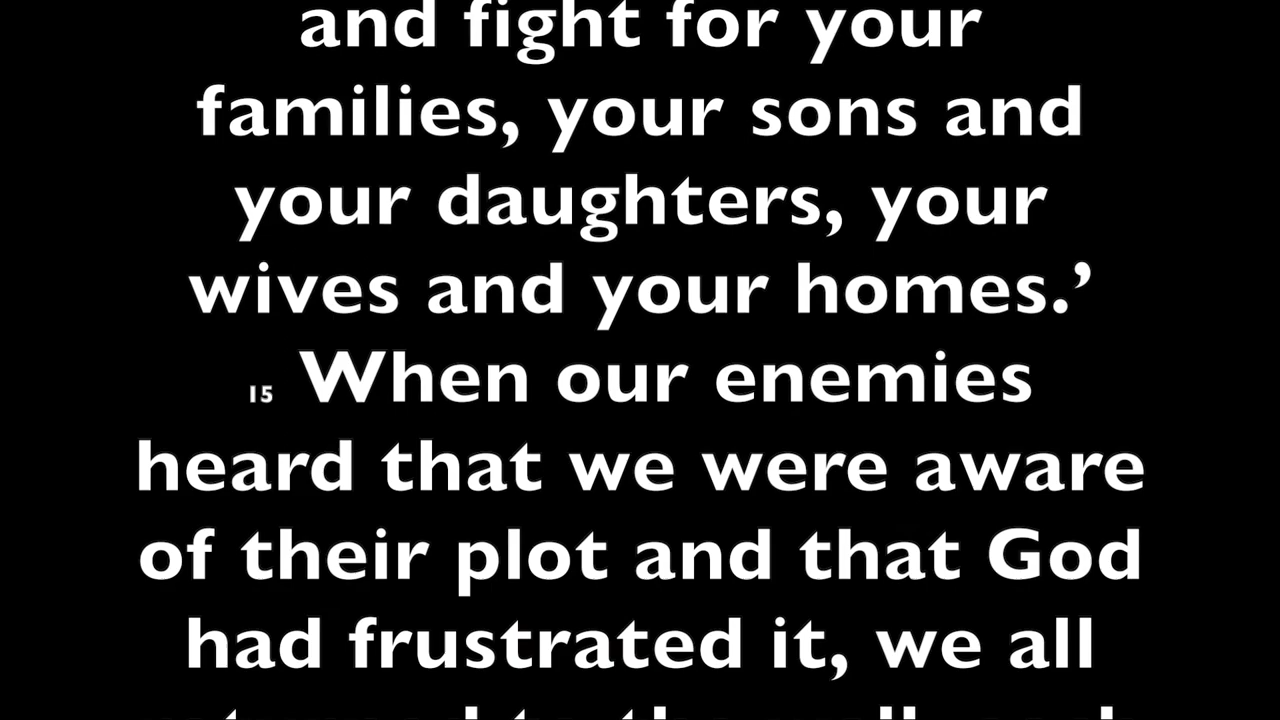 and fight for your
families, your sons and
your daughters, your
wives and your homes.’
15 When our enemies
heard that we were aware
of their plot and that God
had frustrated it, we all